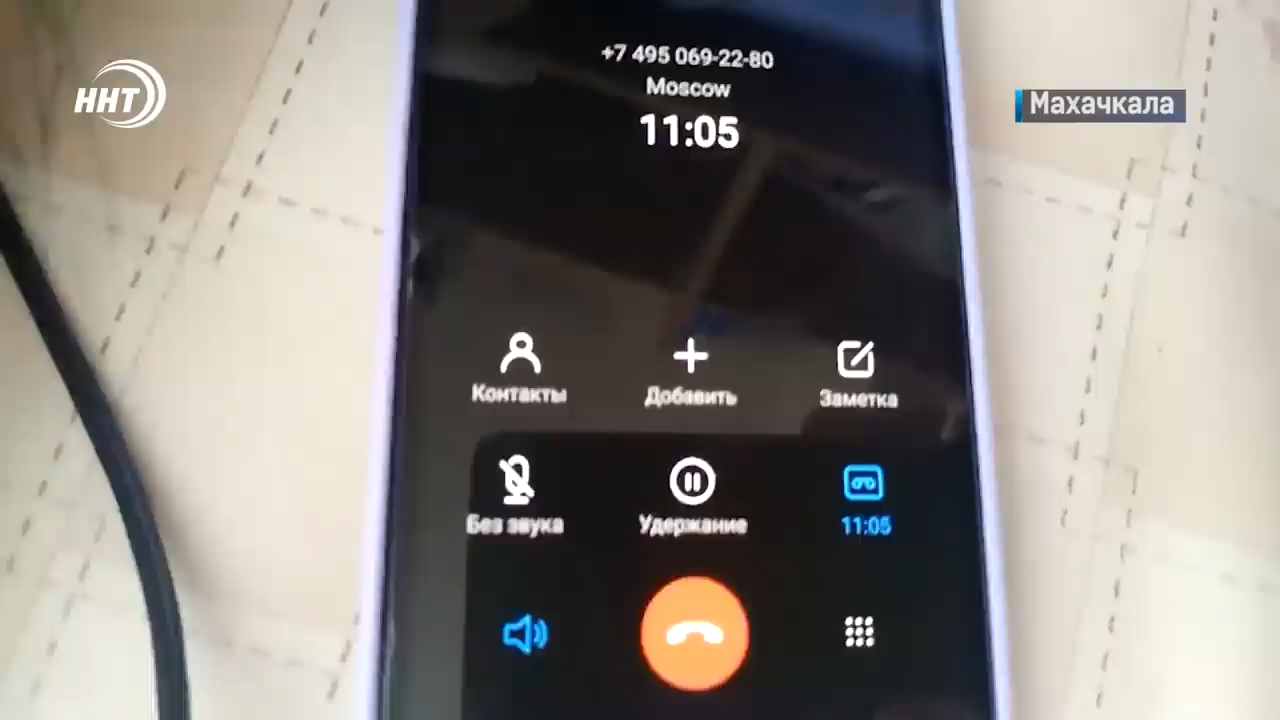 ННТ
Махачкала
+7 495 069-22-80
Moscow
11:05
Контакты
Добавить
Заметка
Без звука
Удержание
11:05